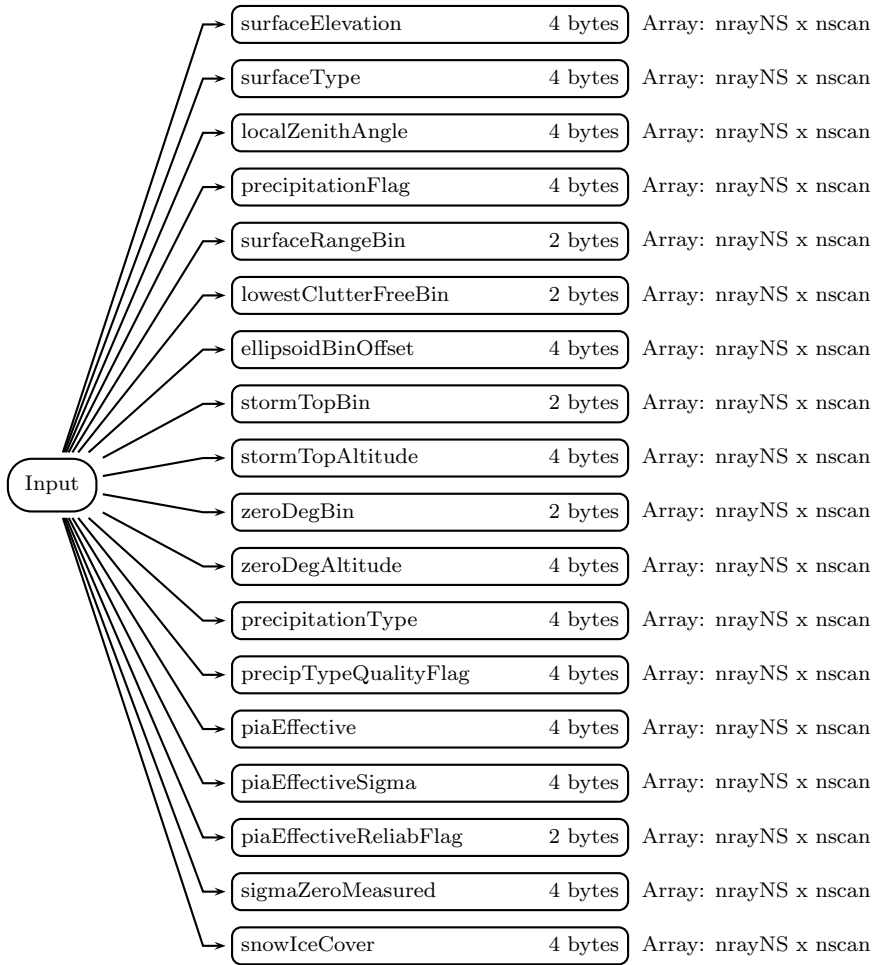 surfaceElevation 4 bytes Array: nrayNS x nscan
surfaceType 4 bytes Array: nrayNS x nscan
localZenithAngle 4 bytes Array: nrayNS x nscan
precipitationFlag 4 bytes Array: nrayNS x nscan
surfaceRangeBin 2 bytes Array: nrayNS x nscan
lowestClutterFreeBin 2 bytes Array: nrayNS x nscan
ellipsoidBinOffset 4 bytes Array: nrayNS x nscan
stormTopBin 2 bytes Array: nrayNS x nscan
stormTopAltitude 4 bytes Array: nrayNS x nscan
Input
zeroDegBin 2 bytes Array: nrayNS x nscan
zeroDegAltitude 4 bytes Array: nrayNS x nscan
precipitationType 4 bytes Array: nrayNS x nscan
precipTypeQualityFlag 4 bytes Array: nrayNS x nscan
piaEffective 4 bytes Array: nrayNS x nscan
piaEffectiveSigma 4 bytes Array: nrayNS x nscan
piaEffectiveReliabFlag 2 bytes Array: nrayNS x nscan
sigmaZeroMeasured 4 bytes Array: nrayNS x nscan
snowIceCover 4 bytes Array: nrayNS x nscan